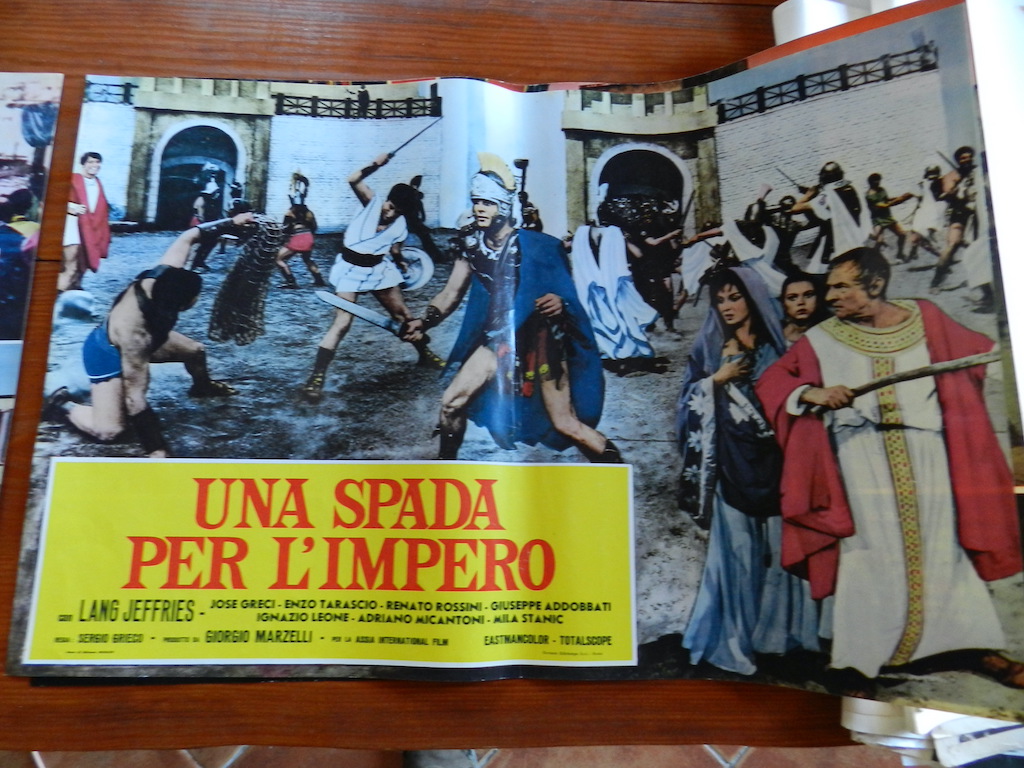 UNA SPADA
PER L'IMPERO
CON LANG JEFFRIES - JOSE GRECI - ENZO TARASCIO - RENATO ROSSINI - GIUSEPPE ADDOBBATI
IGNAZIO LEONE - ADRIANO MICANTONI - MILA STANIC
REGIA: SERGIO GRIECO - PRODOTTO DA GIORGIO MARZELLI - PER LA ASSIA INTERNATIONAL FILM EASTMANCOLOR - TOTALSCOPE